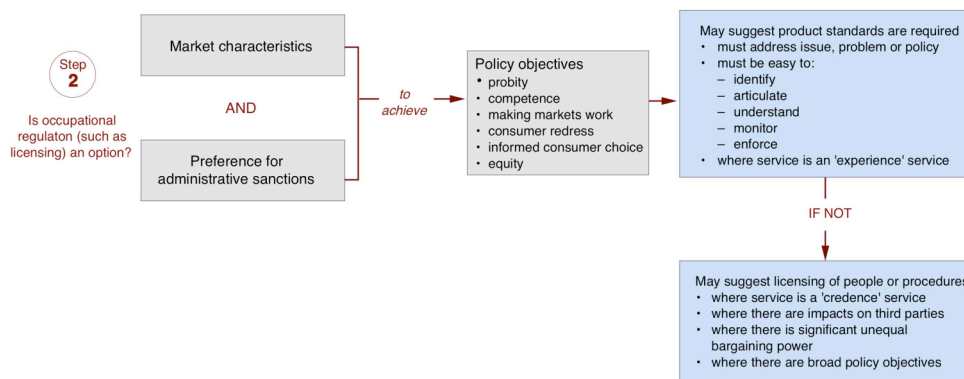 Step
2
Is occupational
regulaton (such as
licensing) an option?
Market characteristics
AND
Preference for
administrative sanctions
to
achieve
Policy objectives
• probity
• competence
• making markets work
• consumer redress
• informed consumer choice
• equity
May suggest product standards are required
• must address issue, problem or policy
• must be easy to:
– identify
– articulate
– understand
– monitor
– enforce
• where service is an 'experience' service
IF NOT
May suggest licensing of people or procedures
• where service is a 'credence' service
• where there are impacts on third parties
• where there is significant unequal
bargaining power
• where there are broad policy objectives